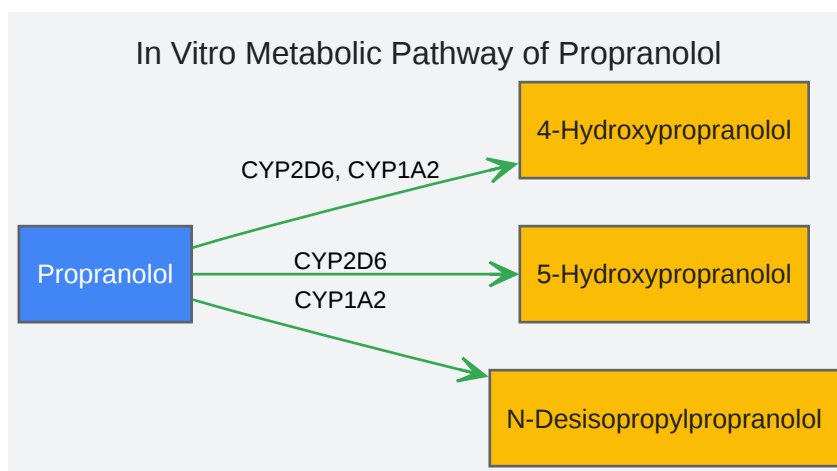 In Vitro Metabolic Pathway of Propranolol
4-Hydroxypropranolol
CYP2D6, CYP1A2
Propranolol
CYP2D6
5-Hydroxypropranolol
CYP1A2
N-Desisopropylpropranolol